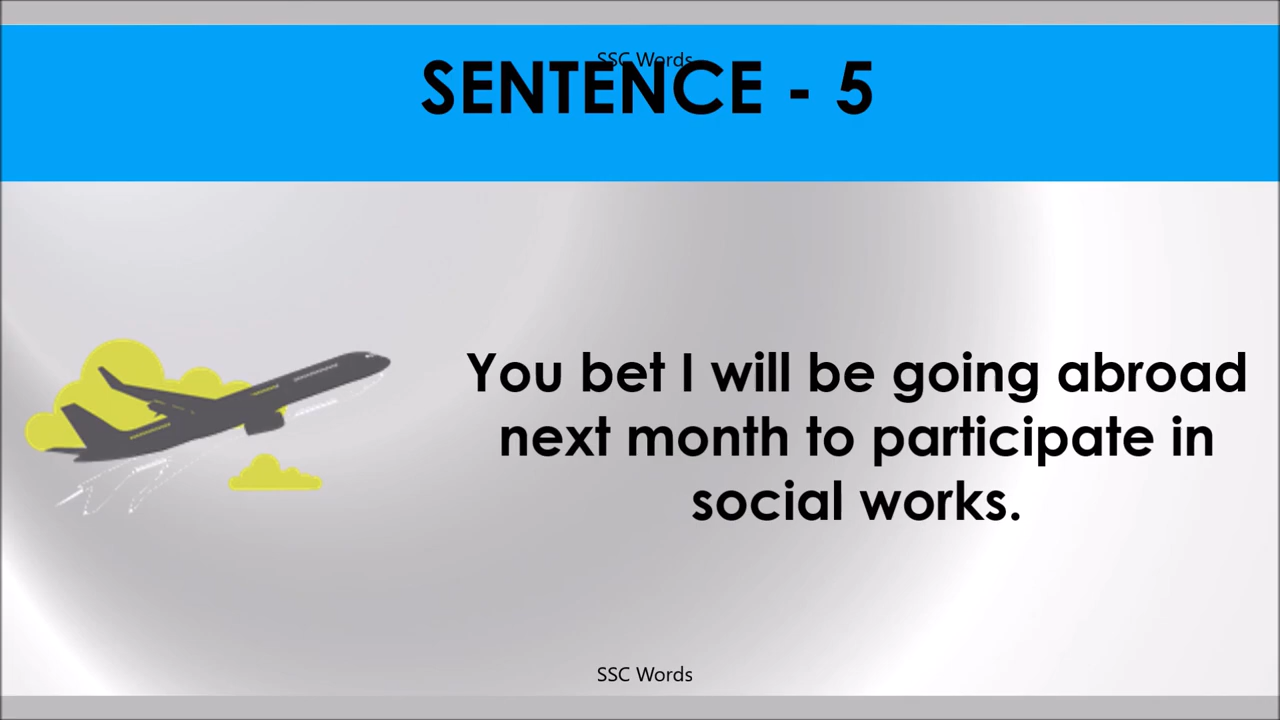 SSC Words
SENTENCE - 5
You bet I will be going abroad
next month to participate in
social works.
SSC Words